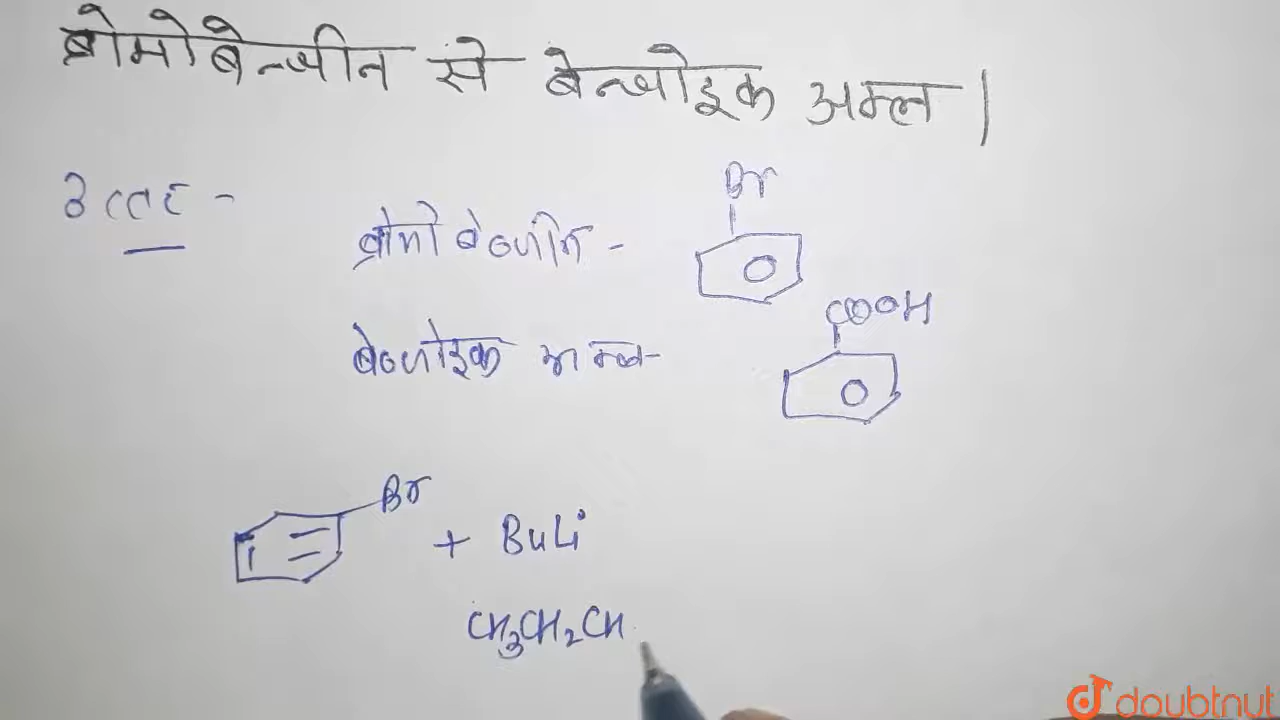 ब्रोमोबेन्जीन से बेन्जोइक अम्ल |
उत्तर -
ब्रोमो बेन्जीन -
Br
बेन्जोइक अम्ल -
COOH
Br
+ BuLi
CH3CH2CH
doubtnut